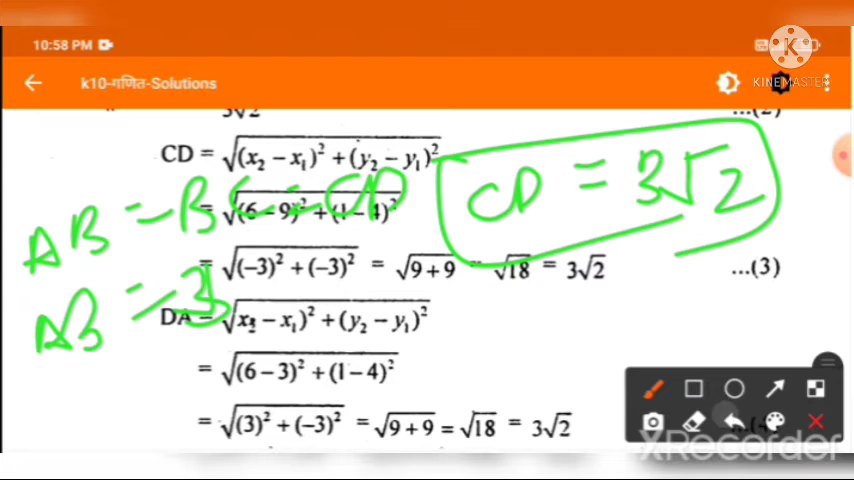 10:58 PM
K
KINEMASTER
k10-गणित-Solutions
3√2 ...(2)
CD = √(x₂ − x₁)² + (y₂ − y₁)²
CD = 3√2
= √(6 − 9)² + (1 − 4)²
AB = BC = CD
= √(−3)² + (−3)² = √9 + 9 = √18 = 3√2 ...(3)
AB = 3
DA = √x₂ − x₁)² + (y₂ − y₁)²
= √(6 − 3)² + (1 − 4)²
= √(3)² + (−3)² = √9 + 9 = √18 = 3√2
XRecorder